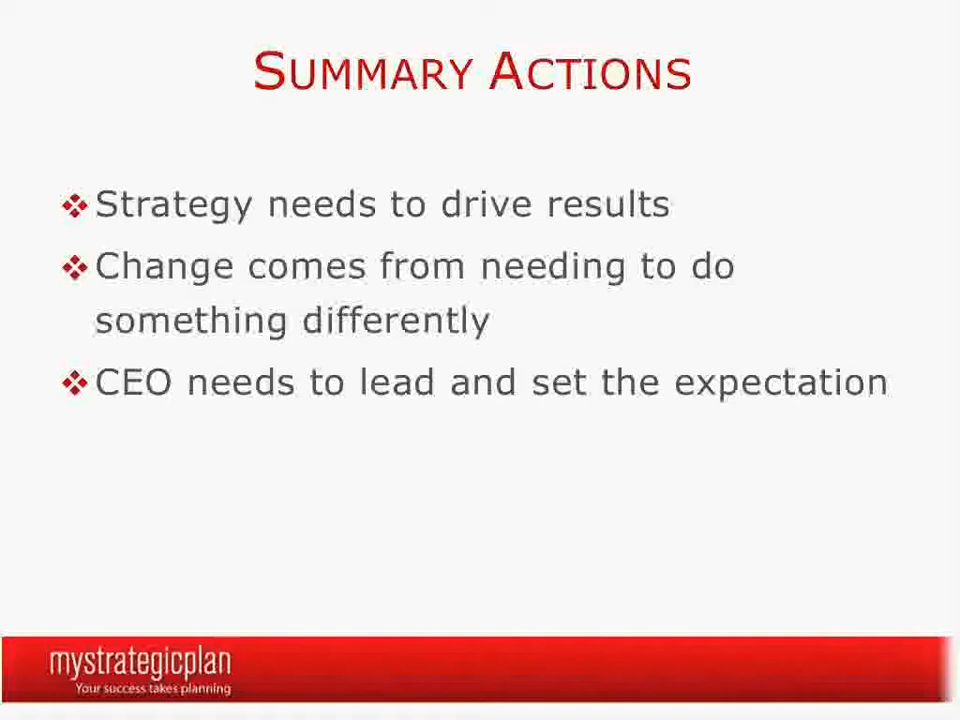 SUMMARY ACTIONS
Strategy needs to drive results
Change comes from needing to do
something differently
CEO needs to lead and set the expectation
mystrategicplan
Your success takes planning